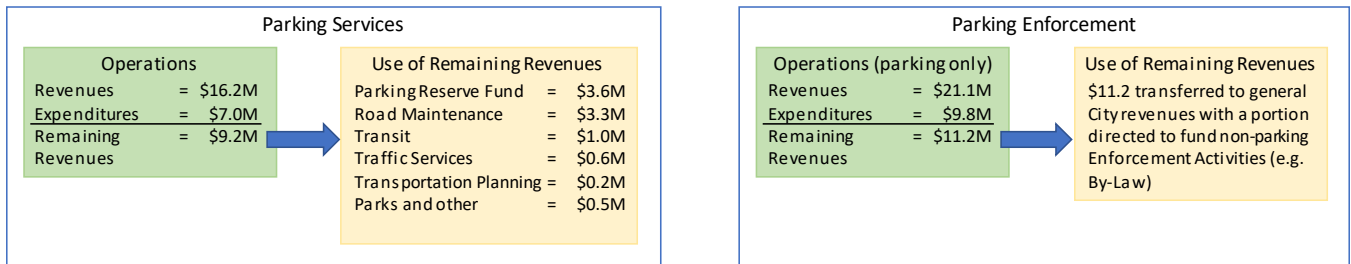 Parking Services
Operations
Revenues = $16.2M
Expenditures = $7.0M
Remaining = $9.2M
Revenues
Use of Remaining Revenues
Parking Reserve Fund = $3.6M
Road Maintenance = $3.3M
Transit = $1.0M
Traffic Services = $0.6M
Transportation Planning = $0.2M
Parks and other = $0.5M
Parking Enforcement
Operations (parking only)
Revenues = $21.1M
Expenditures = $9.8M
Remaining = $11.2M
Revenues
Use of Remaining Revenues
$11.2 transferred to general
City revenues with a portion
directed to fund non-parking
Enforcement Activities (e.g.
By-Law)